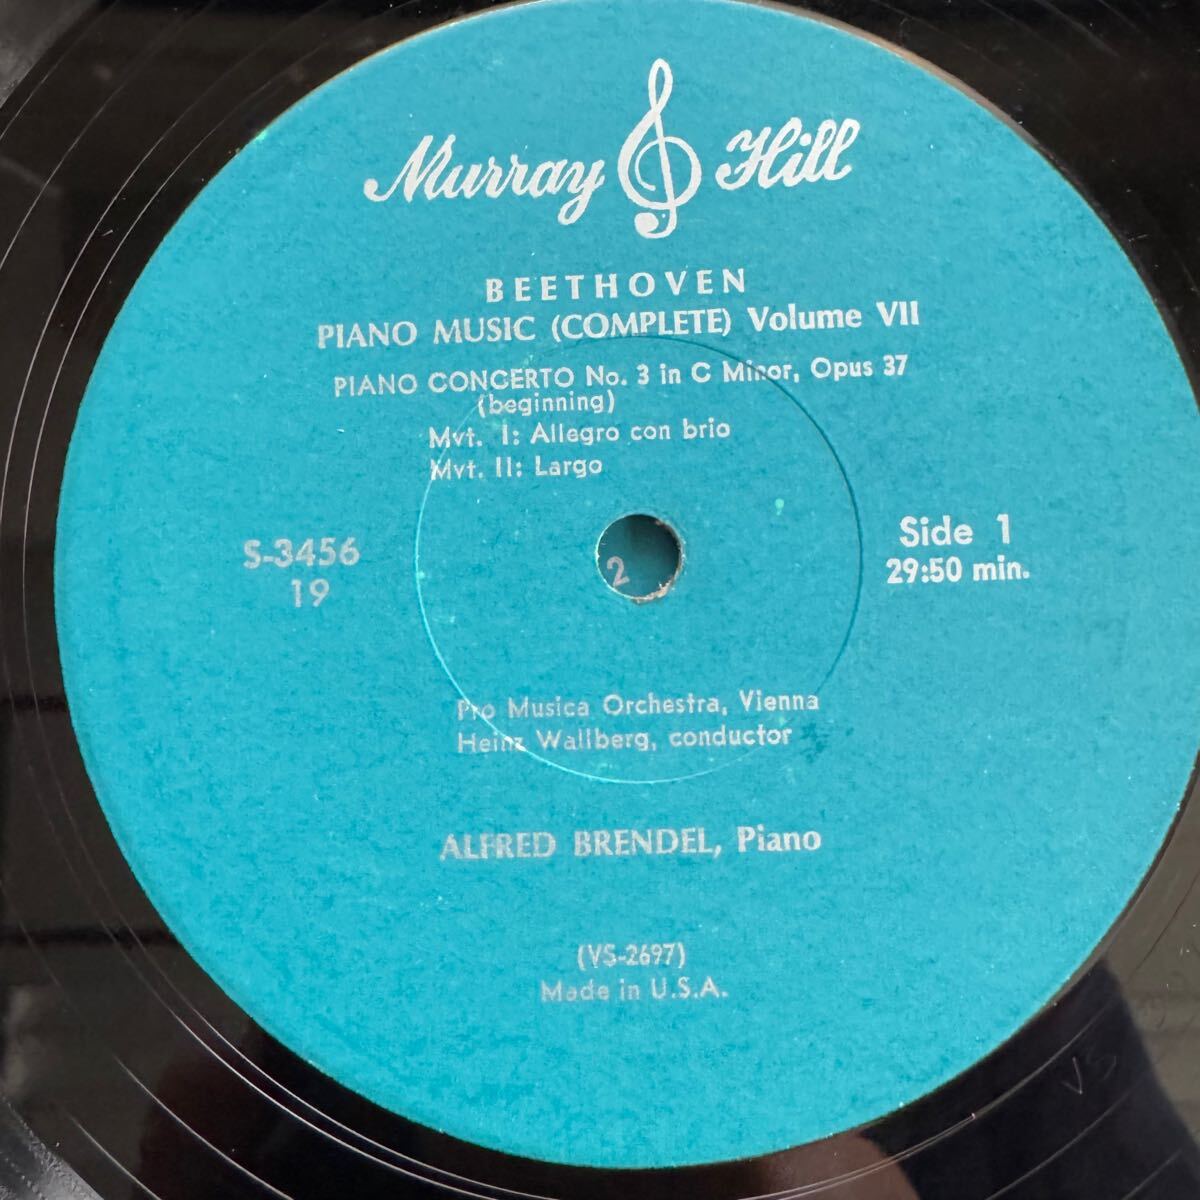 Murray Hill
BEETHOVEN
PIANO MUSIC (COMPLETE) Volume VII
PIANO CONCERTO No. 3 in C Minor, Opus 37
(beginning)
Mvt. I: Allegro con brio
Mvt. II: Largo
S-3456
19
2
Side 1
29:50 min.
Pro Musica Orchestra, Vienna
Heinz Wallberg, conductor
ALFRED BRENDEL, Piano
(VS-2697)
Made in U.S.A.
VS